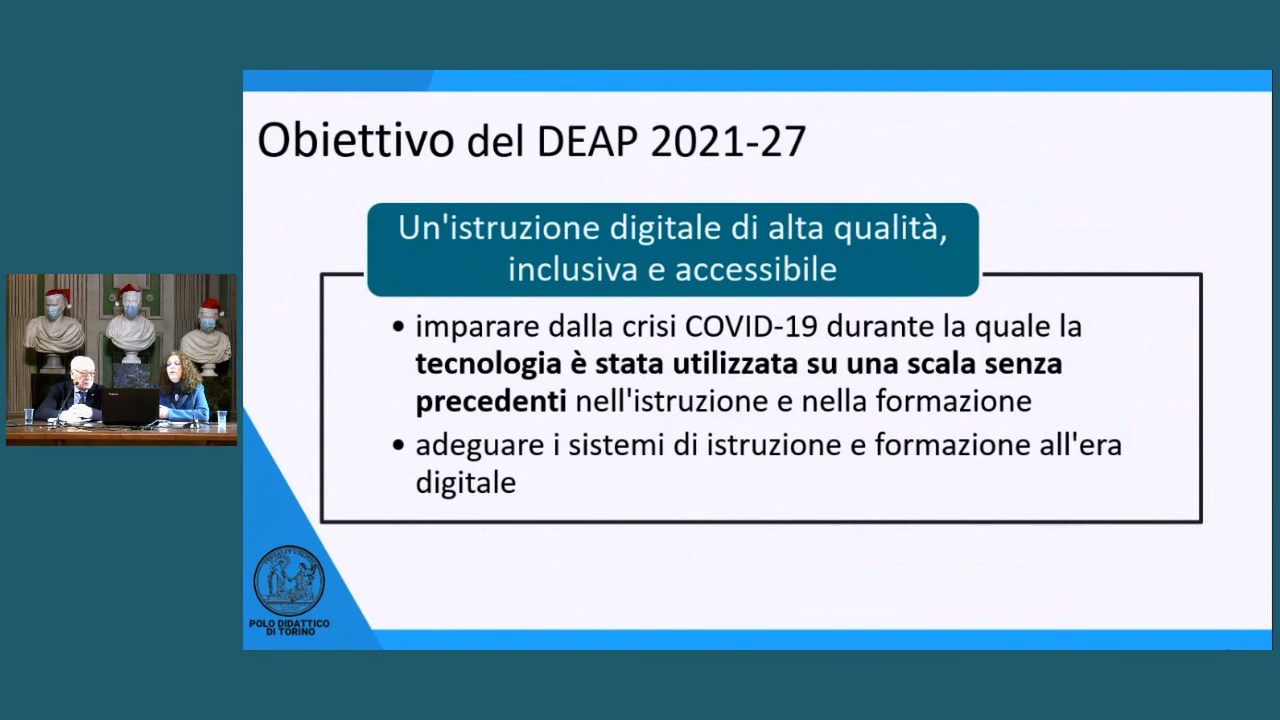 Obiettivo del DEAP 2021-27
Un'istruzione digitale di alta qualità,
inclusiva e accessibile
• imparare dalla crisi COVID-19 durante la quale la
tecnologia è stata utilizzata su una scala senza
precedenti nell'istruzione e nella formazione
• adeguare i sistemi di istruzione e formazione all'era
digitale
POLO DIDATTICO
DI TORINO